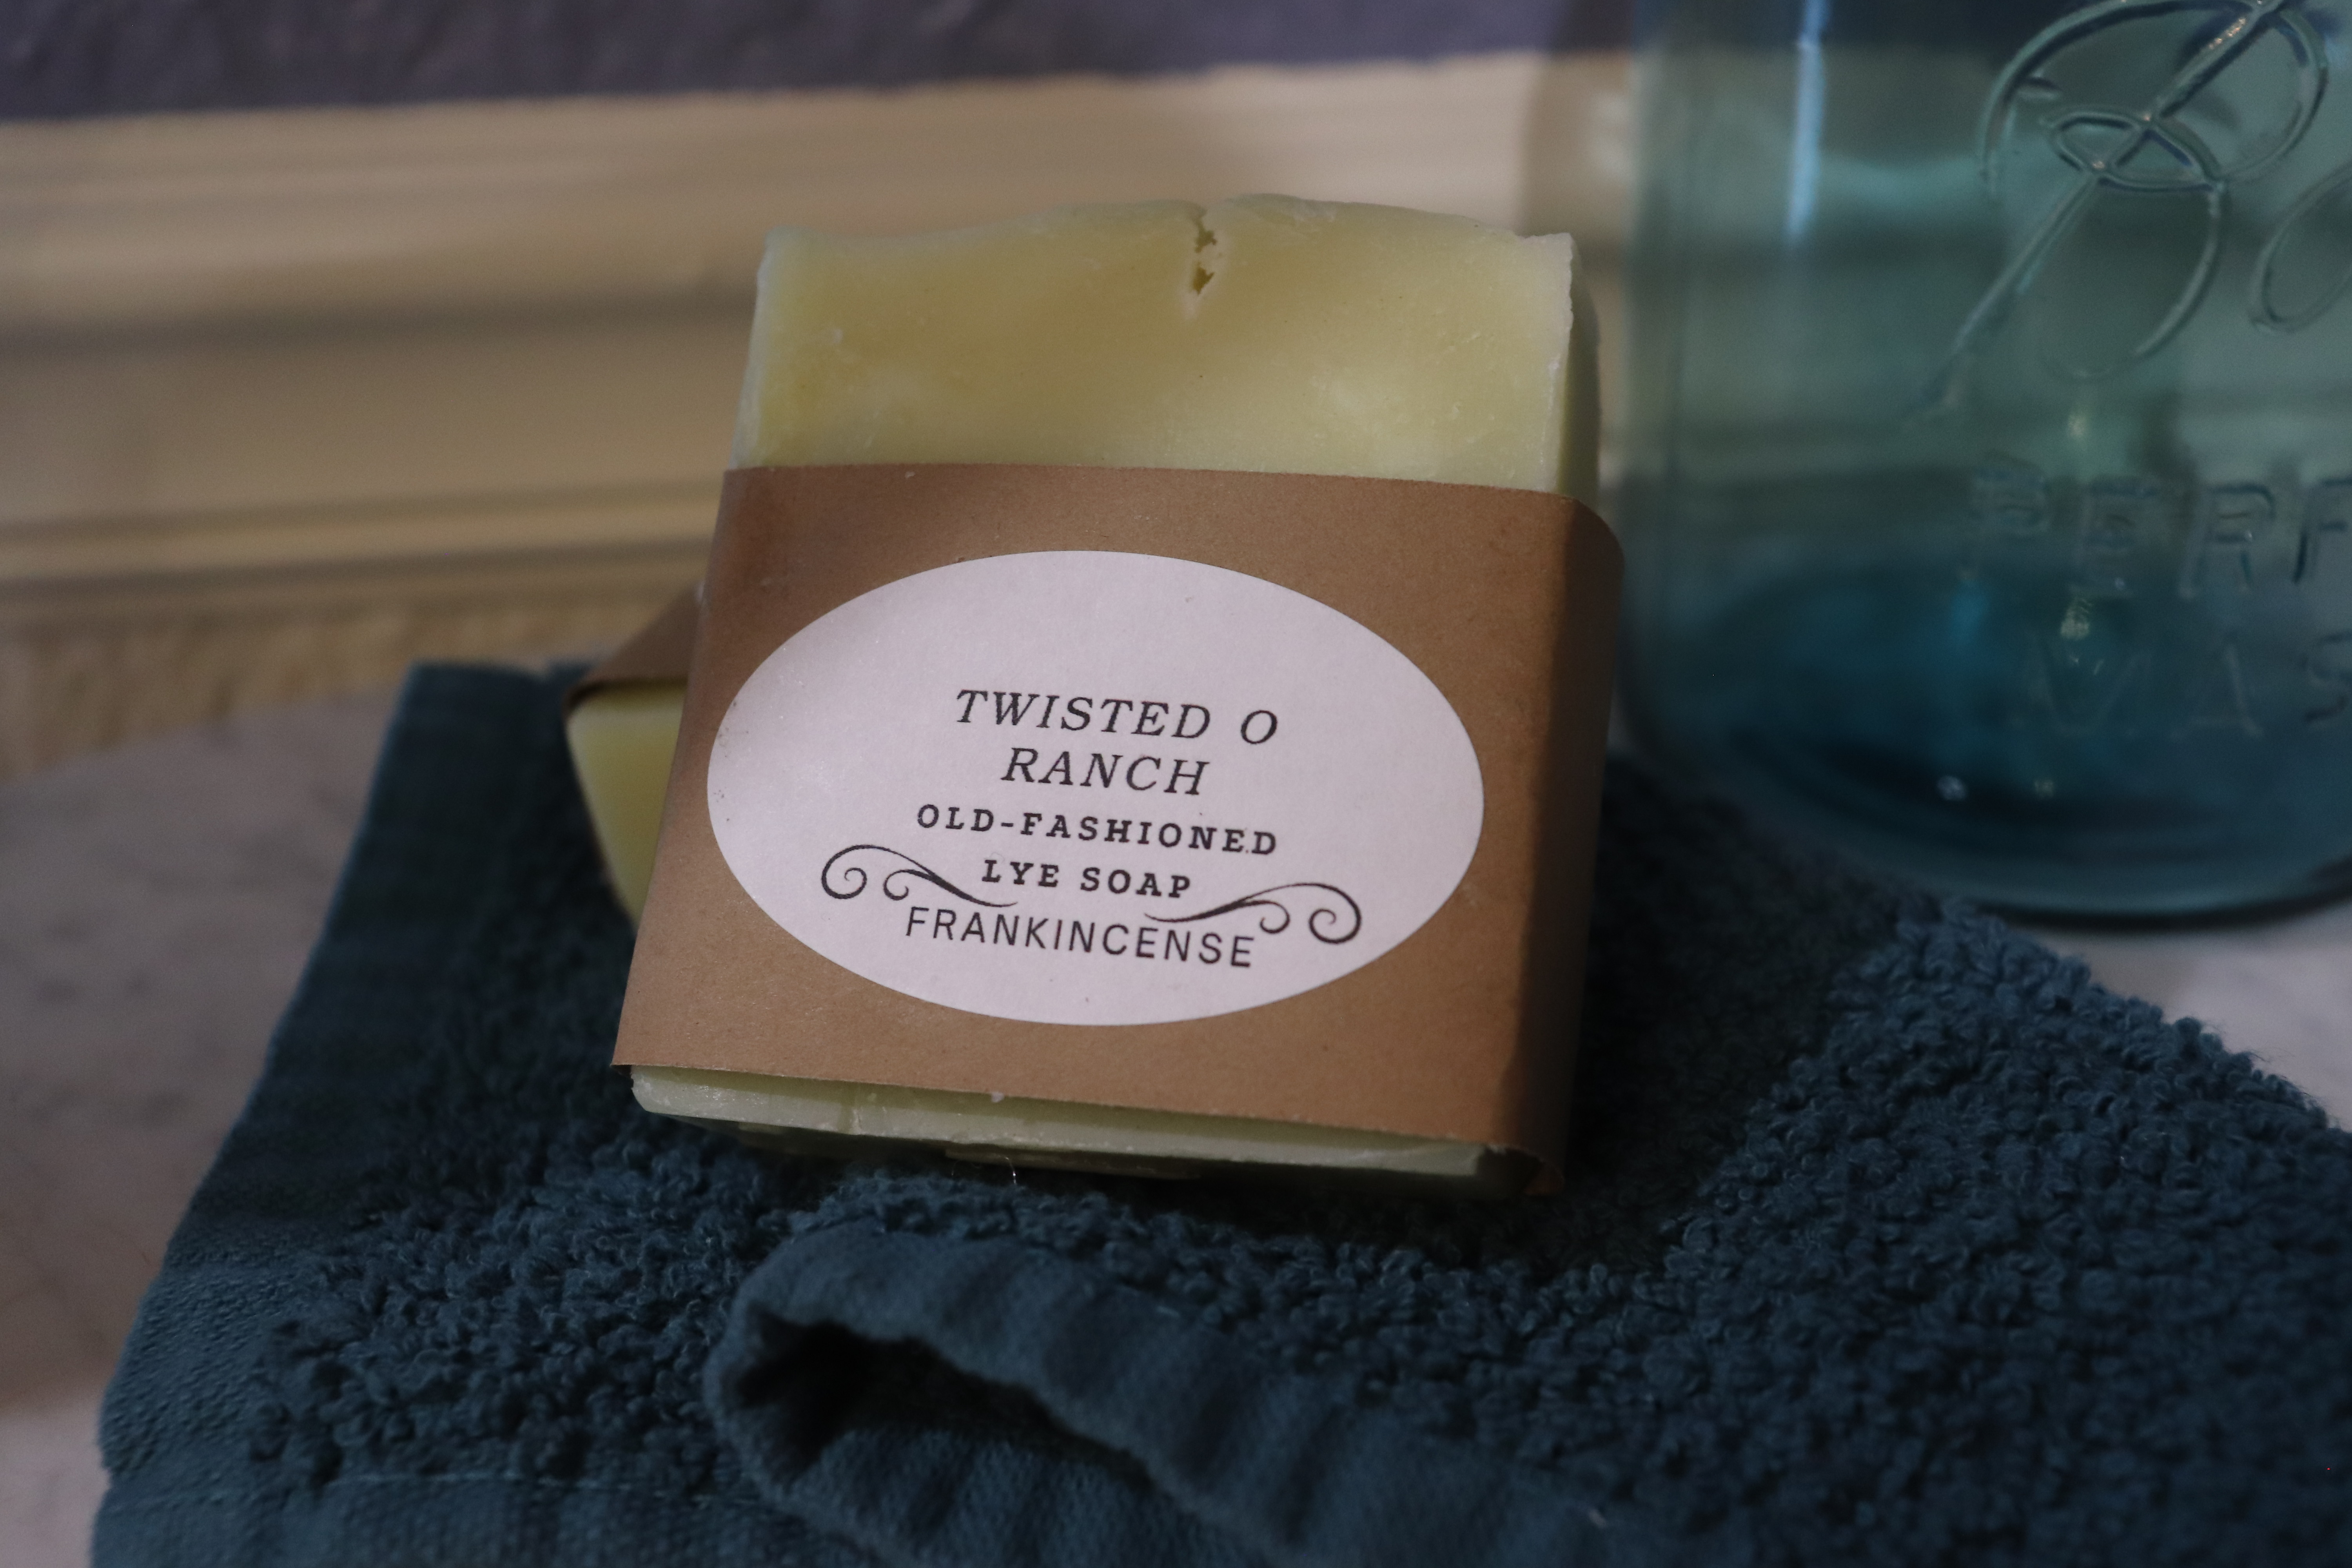 TWISTED O
RANCH
OLD-FASHIONED
LYE SOAP
FRANKINCENSE